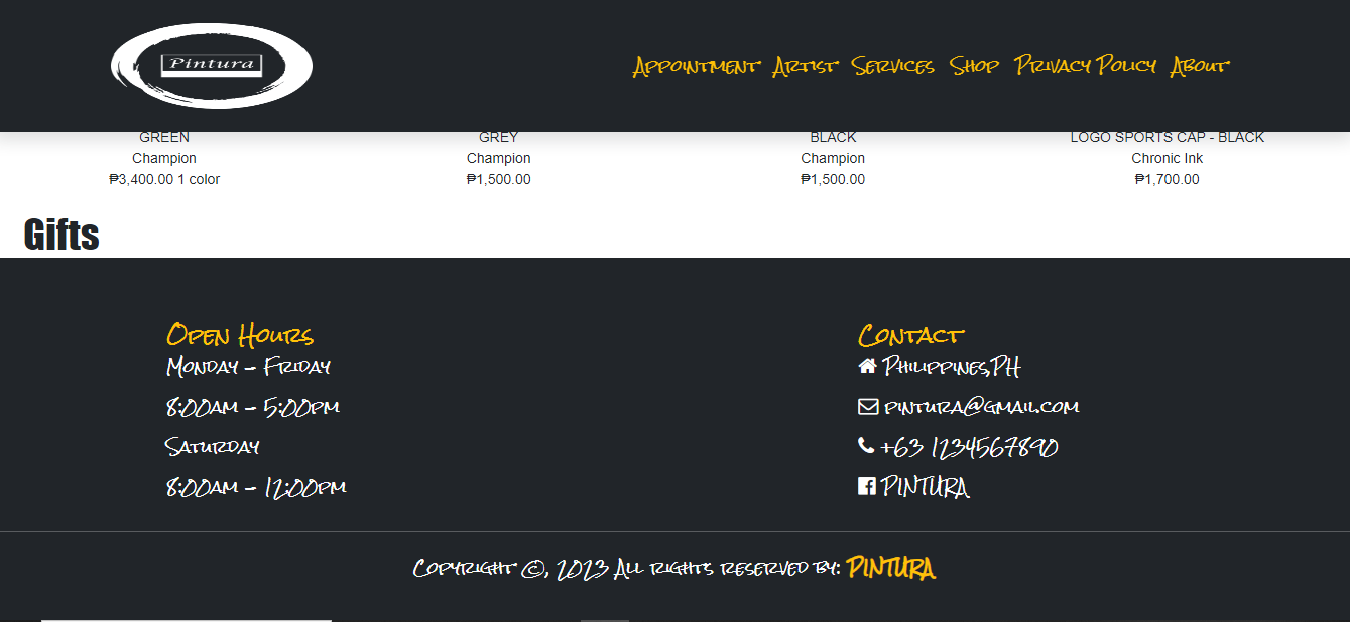 Pintura
Appointment Artist Services Shop Privacy Policy About
GREEN GREY BLACK LOGO SPORTS CAP - BLACK
Champion Champion Champion Chronic Ink
₱3,400.00 1 color ₱1,500.00 ₱1,500.00 ₱1,700.00
Gifts
Open Hours Contact
Monday - Friday Philippines,PH
8:00am - 5:00pm pintura@gmail.com
Saturday +63 1234567890
8:00am - 12:00pm PINTURA
Copyright ©, 2023 All rights reserved by: PINTURA